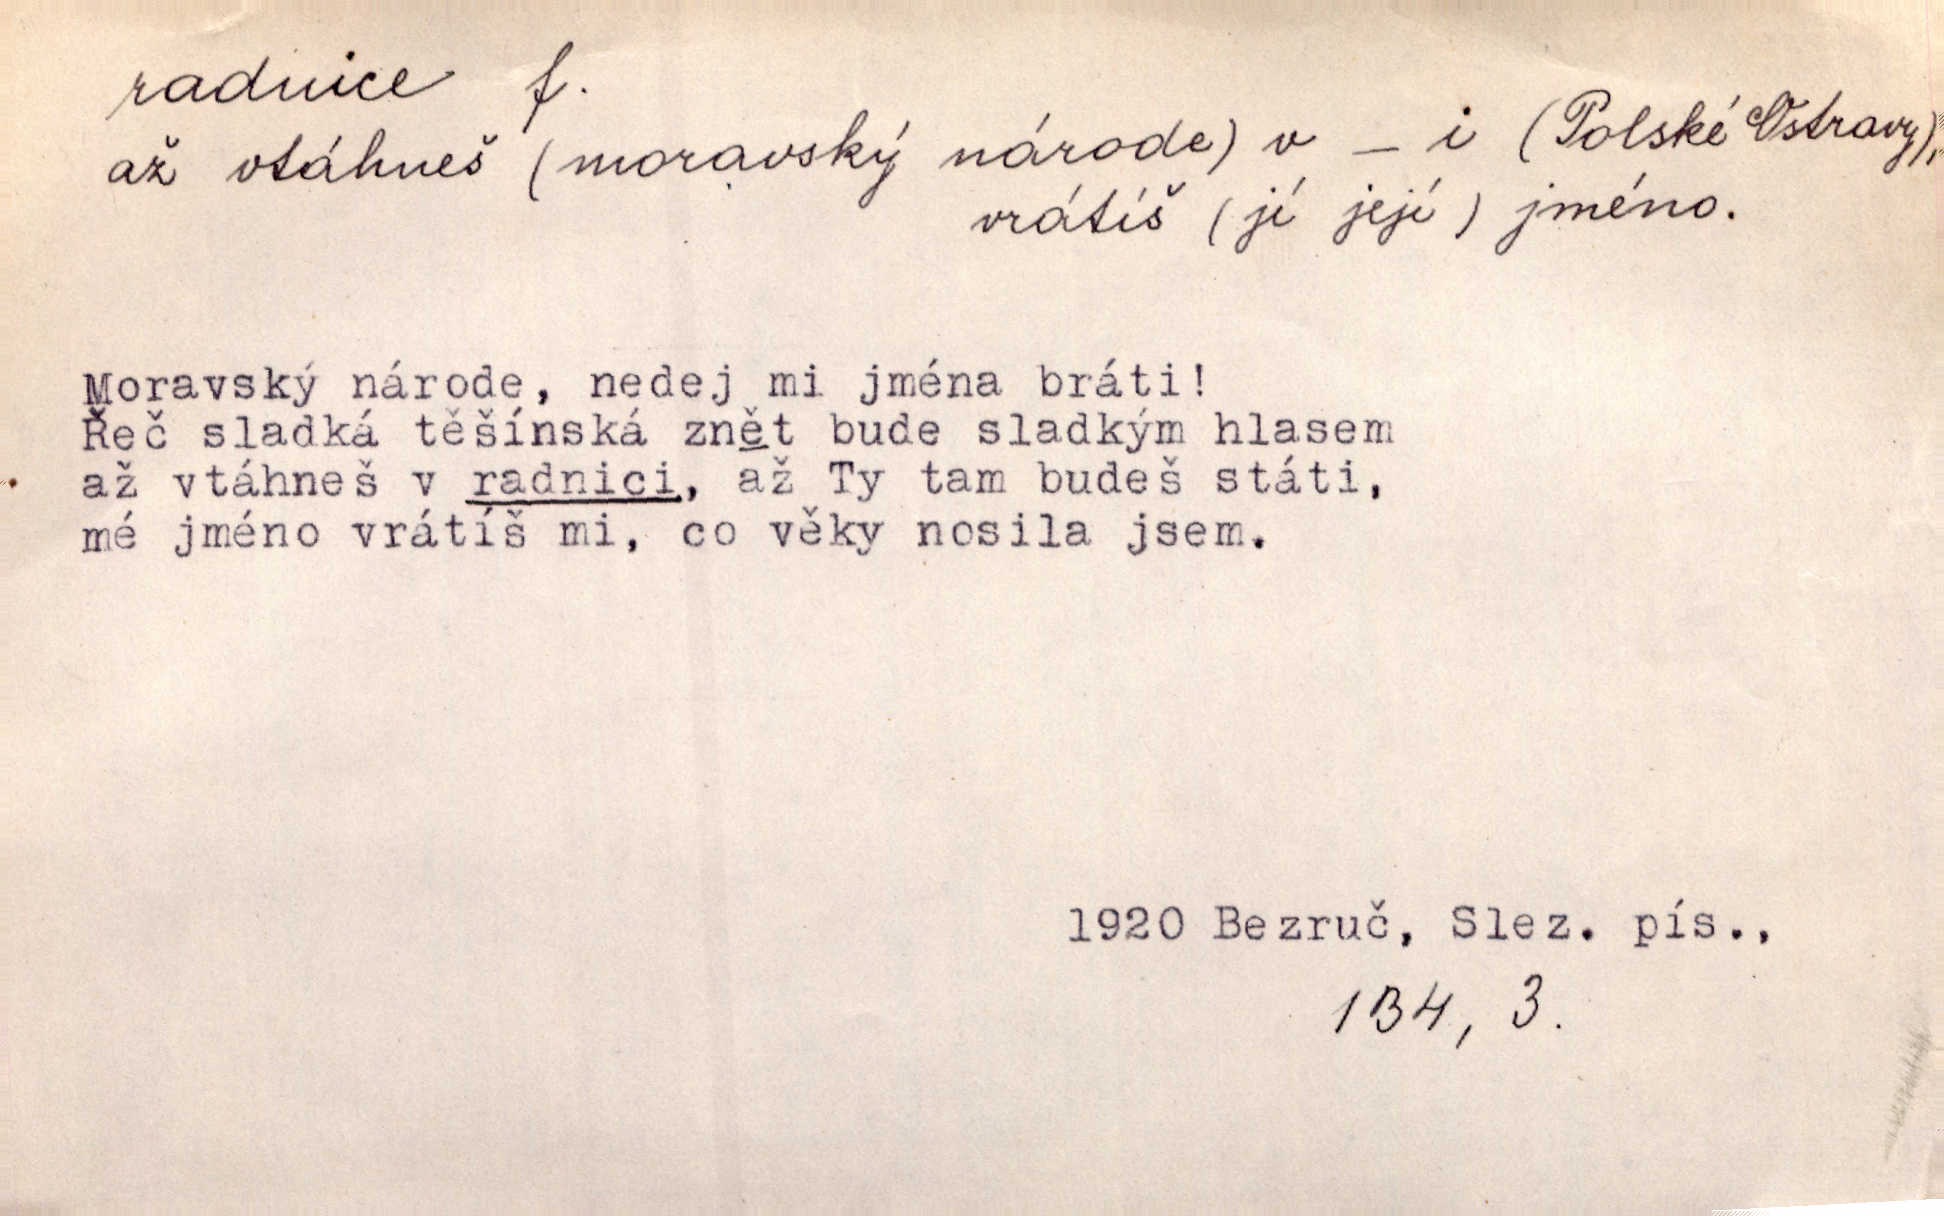 radnice f.
až vtáhneš (moravský národe) v – i (Polské Ostravy),
vrátíš (jí její) jméno.
Moravský národe, nedej mi jména bráti!
Řeč sladká těšínská znět bude sladkým hlasem
až vtáhneš v radnici, až Ty tam budeš státi,
mé jméno vrátíš mi, co věky nosila jsem.
1920 Bezruč, Slez. pís.,
134, 3.